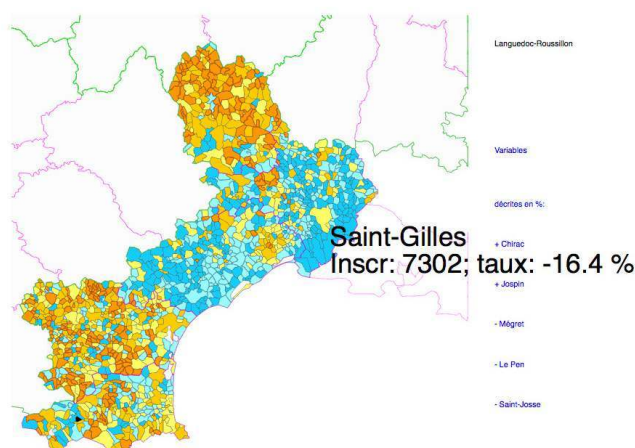 Languedoc-Roussillon
Variables
décrites en %:
Saint-Gilles
+ Chirac
Inscr: 7302; taux: -16.4 %
+ Jospin
- Mégret
- Le Pen
- Saint-Josse